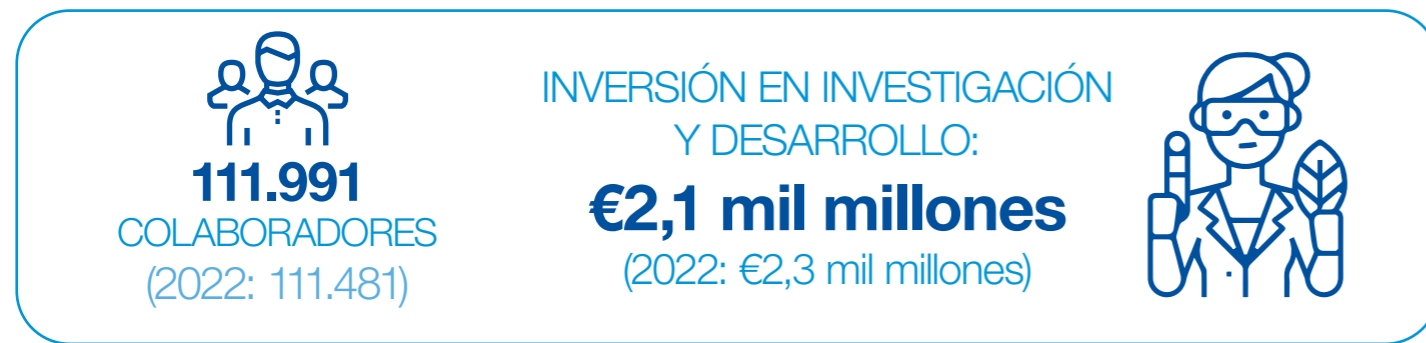 111.991
COLABORADORES
(2022: 111.481)
INVERSIÓN EN INVESTIGACIÓN
Y DESARROLLO:
€2,1 mil millones
(2022: €2,3 mil millones)